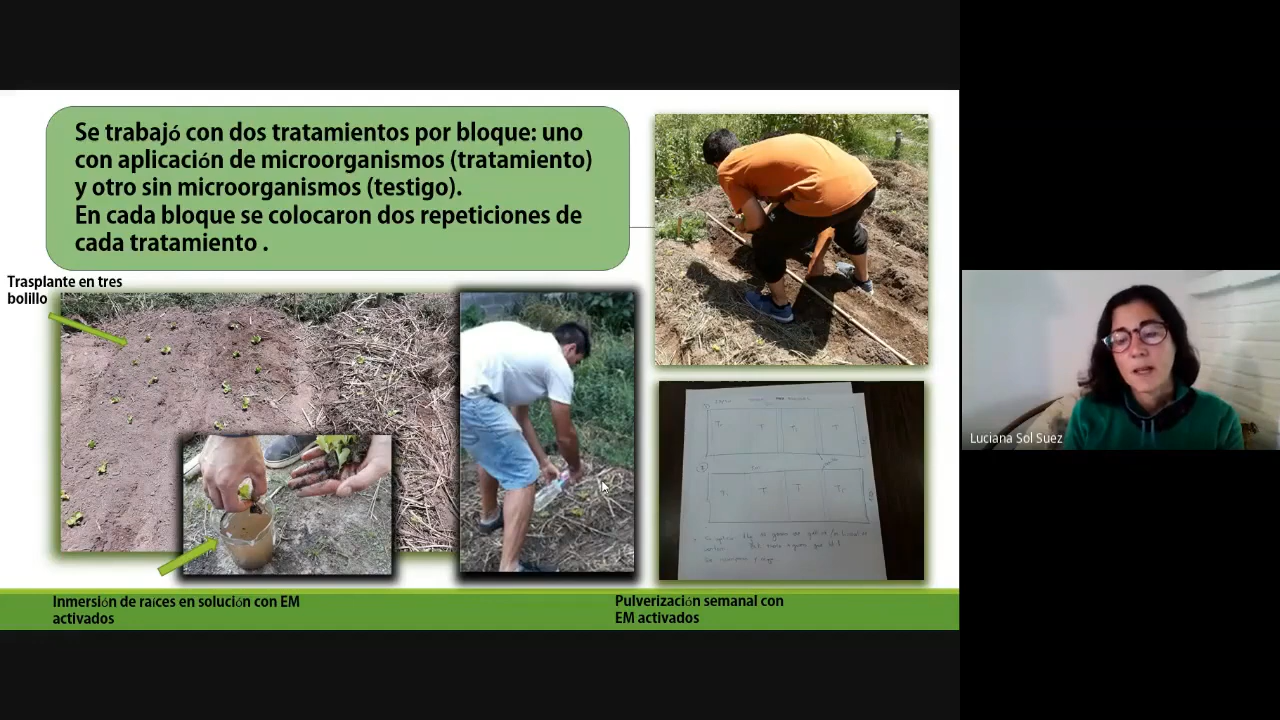 Se trabajó con dos tratamientos por bloque: uno
con aplicación de microorganismos (tratamiento)
y otro sin microorganismos (testigo).
En cada bloque se colocaron dos repeticiones de
cada tratamiento .
Trasplante en tres
bolillo
Luciana Sol Suez
Inmersión de raíces en solución con EM
activados
Pulverización semanal con
EM activados